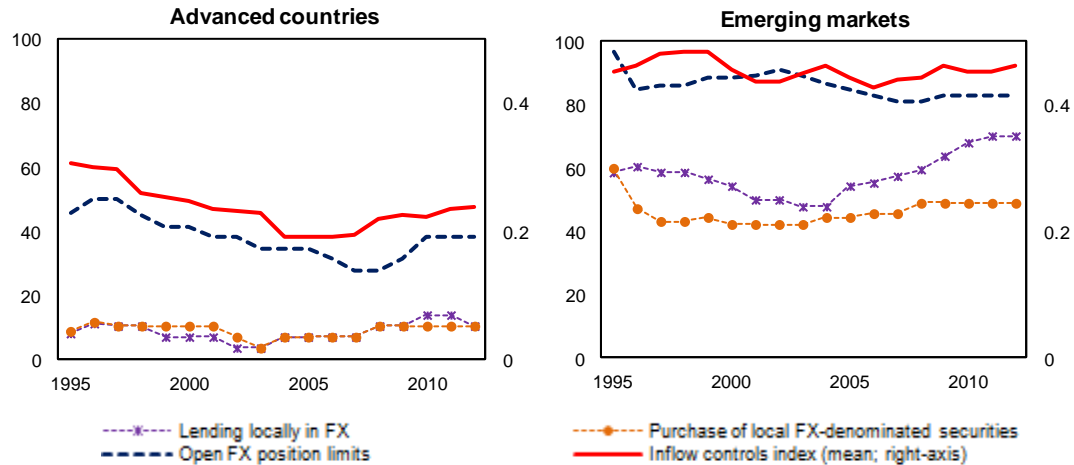 Advanced countries
100
80
60
40
20
0
0.4
0.2
0
1995 2000 2005 2010
Emerging markets
100
80
60
40
20
0
0.4
0.2
0
1995 2000 2005 2010
Lending locally in FX
Open FX position limits
Purchase of local FX-denominated securities
Inflow controls index (mean; right-axis)